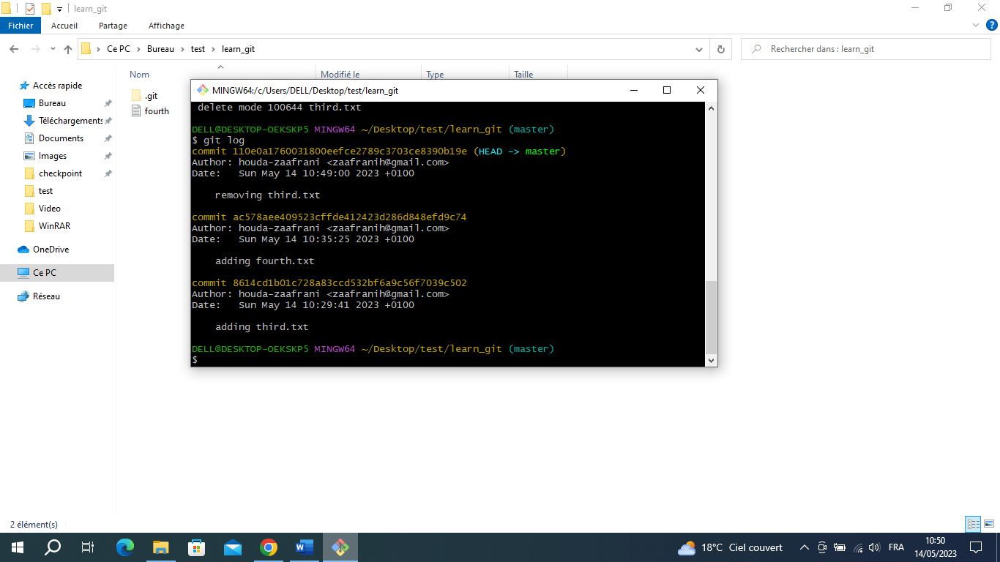 learn_git
Fichier Accueil Partage Affichage
Ce PC Bureau test learn_git
Rechercher dans : learn_git
Accès rapide
Bureau
Téléchargements
Documents
Images
checkpoint
test
Video
WinRAR
OneDrive
Ce PC
Réseau
Nom Modifié le Type Taille
.git
fourth
MINGW64:/c/Users/DELL/Desktop/test/learn_git
delete mode 100644 third.txt
DELL@DESKTOP-OEKSKP5 MINGW64 ~/Desktop/test/learn_git (master)
$ git log
commit 110e0a1760031800eefce2789c3703ce8390b19e (HEAD -> master)
Author: houda-zaafrani <zaafranih@gmail.com>
Date: Sun May 14 10:49:00 2023 +0100
removing third.txt
commit ac578aee409523cffde412423d286d848efd9c74
Author: houda-zaafrani <zaafranih@gmail.com>
Date: Sun May 14 10:35:25 2023 +0100
adding fourth.txt
commit 8614cd1b01c728a83ccd532bf6a9c56f7039c502
Author: houda-zaafrani <zaafranih@gmail.com>
Date: Sun May 14 10:29:41 2023 +0100
adding third.txt
DELL@DESKTOP-OEKSKP5 MINGW64 ~/Desktop/test/learn_git (master)
$
2 élément(s)
18°C Ciel couvert
FRA
10:50
14/05/2023